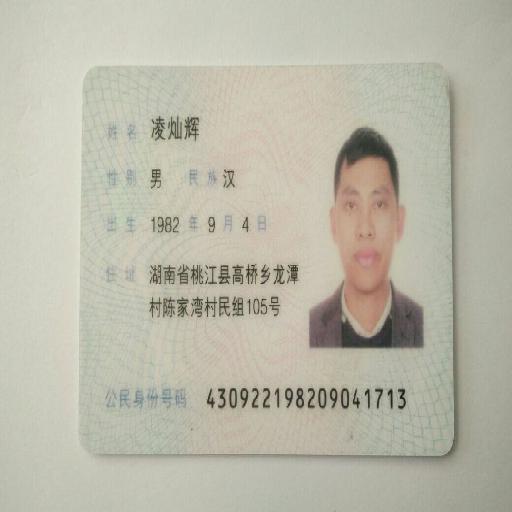 姓名 凌灿辉
性别 男 民族 汉
出生 1982 年 9 月 4 日
住址 湖南省桃江县高桥乡龙潭
村陈家湾村民组105号
公民身份号码 430922198209041713